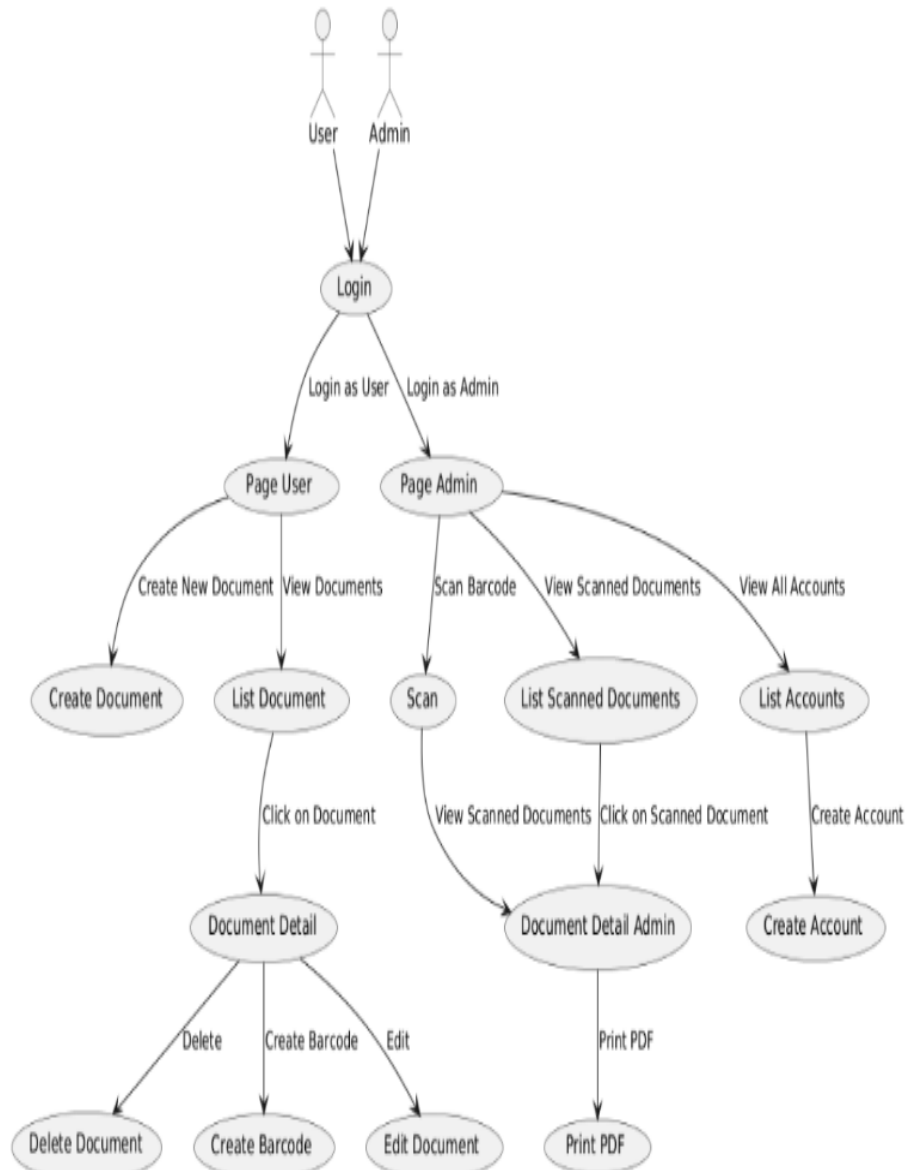 User
Admin
Login
Login as User
Login as Admin
Page User
Page Admin
Create New Document
View Documents
Scan Barcode
View Scanned Documents
View All Accounts
Create Document
List Document
Scan
List Scanned Documents
List Accounts
Click on Document
View Scanned Documents
Click on Scanned Document
Create Account
Document Detail
Document Detail Admin
Create Account
Delete
Create Barcode
Edit
Print PDF
Delete Document
Create Barcode
Edit Document
Print PDF